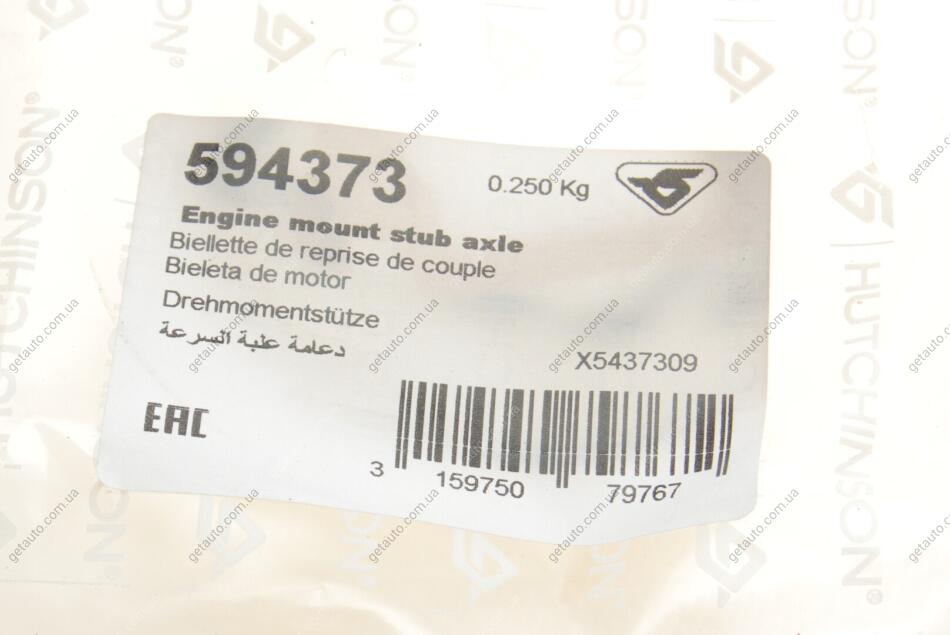 594373
0.250 Kg
Engine mount stub axle
Biellette de reprise de couple
Bieleta de motor
Drehmomentstütze
دعامة علبة السرعة
X5437309
EAC
3 159750 79767
HUTCHINSON®
HUTCHINSON®
getauto.com.ua